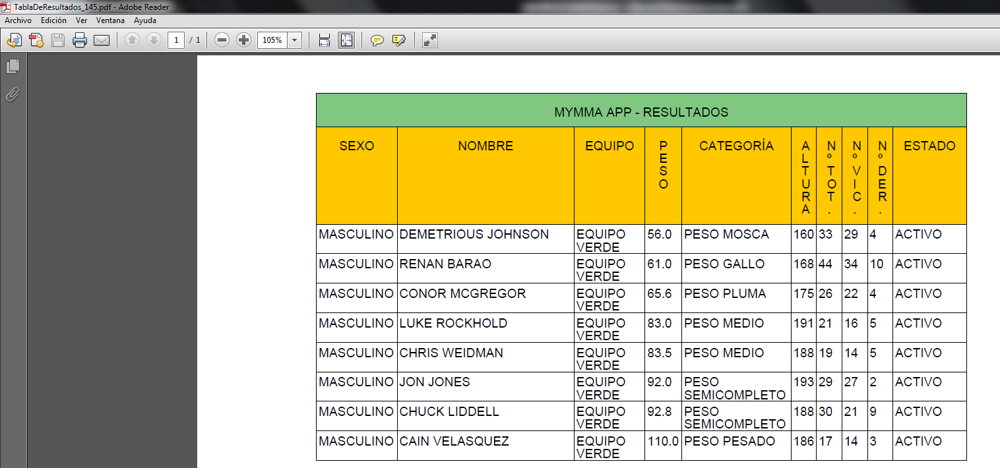 TablaDeResultados_145.pdf - Adobe Reader
Archivo Edición Ver Ventana Ayuda
1 / 1 105%
MYMMA APP - RESULTADOS
SEXO NOMBRE EQUIPO PESO CATEGORÍA ALTURA Nº TOT. Nº VIC. Nº DER. ESTADO
MASCULINO DEMETRIOUS JOHNSON EQUIPO 56.0 PESO MOSCA 160 33 29 4 ACTIVO
VERDE
MASCULINO RENAN BARAO EQUIPO 61.0 PESO GALLO 168 44 34 10 ACTIVO
VERDE
MASCULINO CONOR MCGREGOR EQUIPO 65.6 PESO PLUMA 175 26 22 4 ACTIVO
VERDE
MASCULINO LUKE ROCKHOLD EQUIPO 83.0 PESO MEDIO 191 21 16 5 ACTIVO
VERDE
MASCULINO CHRIS WEIDMAN EQUIPO 83.5 PESO MEDIO 188 19 14 5 ACTIVO
VERDE
MASCULINO JON JONES EQUIPO 92.0 PESO 193 29 27 2 ACTIVO
VERDE SEMICOMPLETO
MASCULINO CHUCK LIDDELL EQUIPO 92.8 PESO 188 30 21 9 ACTIVO
VERDE SEMICOMPLETO
MASCULINO CAIN VELASQUEZ EQUIPO 110.0 PESO PESADO 186 17 14 3 ACTIVO
VERDE